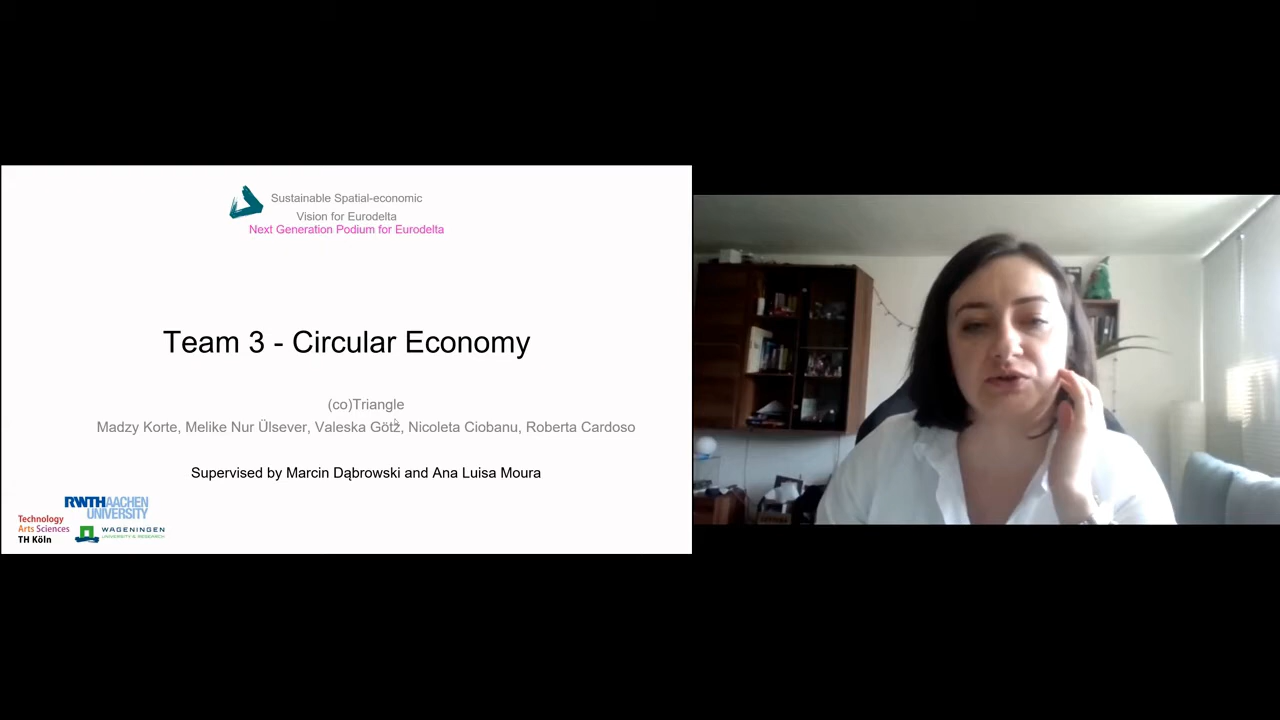 Sustainable Spatial-economic
Vision for Eurodelta
Next Generation Podium for Eurodelta
Team 3 - Circular Economy
(co)Triangle
Madzy Korte, Melike Nur Ülsever, Valeska Götz, Nicoleta Ciobanu, Roberta Cardoso
Supervised by Marcin Dąbrowski and Ana Luisa Moura
RWTH AACHEN
UNIVERSITY
Technology
Arts Sciences
TH Köln
WAGENINGEN
UNIVERSITY & RESEARCH